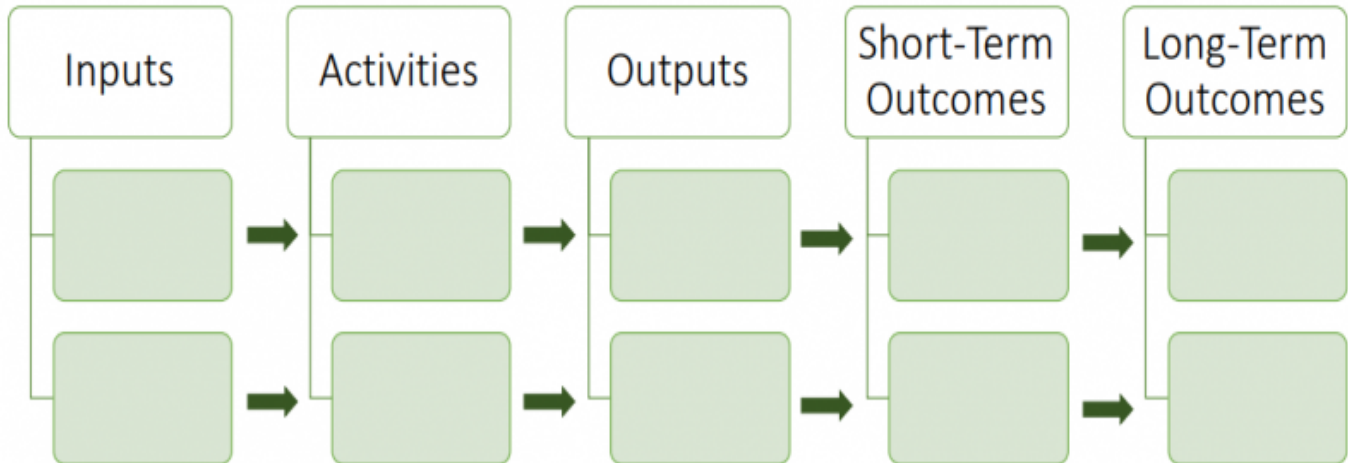 Inputs
Activities
Outputs
Short-Term
Outcomes
Long-Term
Outcomes